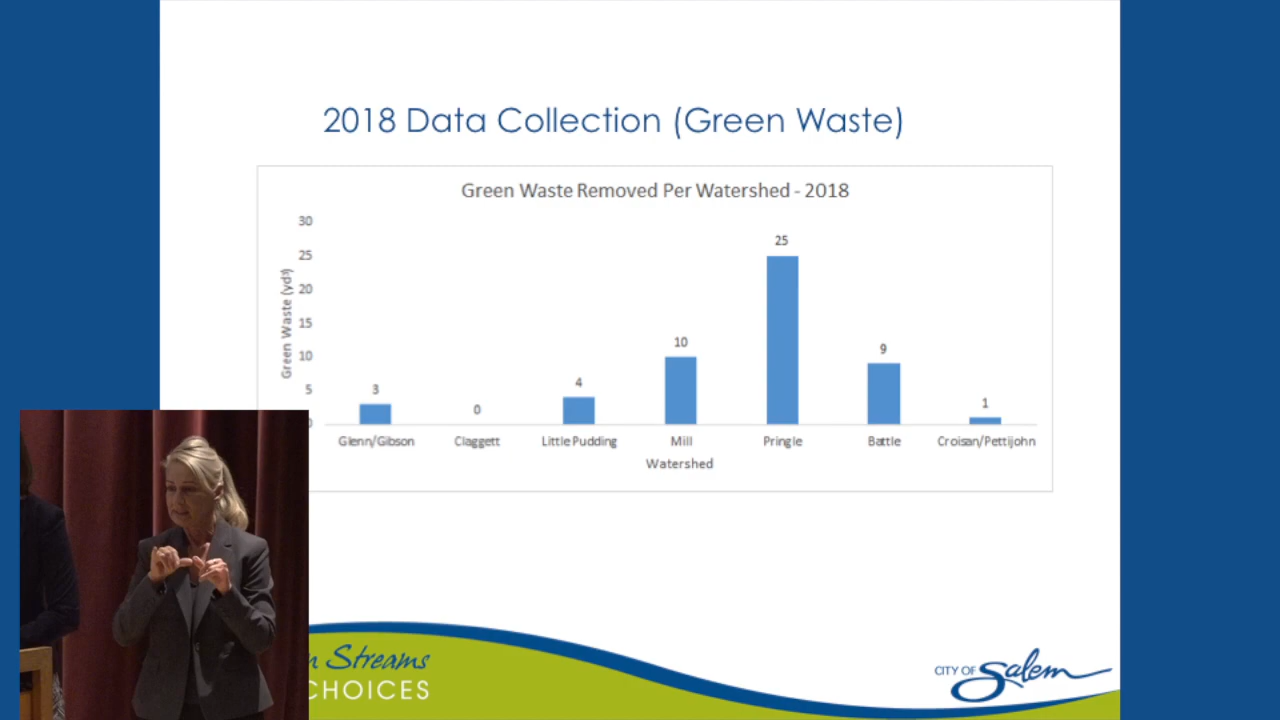 2018 Data Collection (Green Waste)
Green Waste Removed Per Watershed - 2018
Green Waste (yd³)
30
25
20
15
10
5
0
3
0
4
10
25
9
1
Glenn/Gibson
Claggett
Little Pudding
Mill
Pringle
Battle
Croisan/Pettijohn
Watershed
n Streams
CHOICES
CITY OF Salem